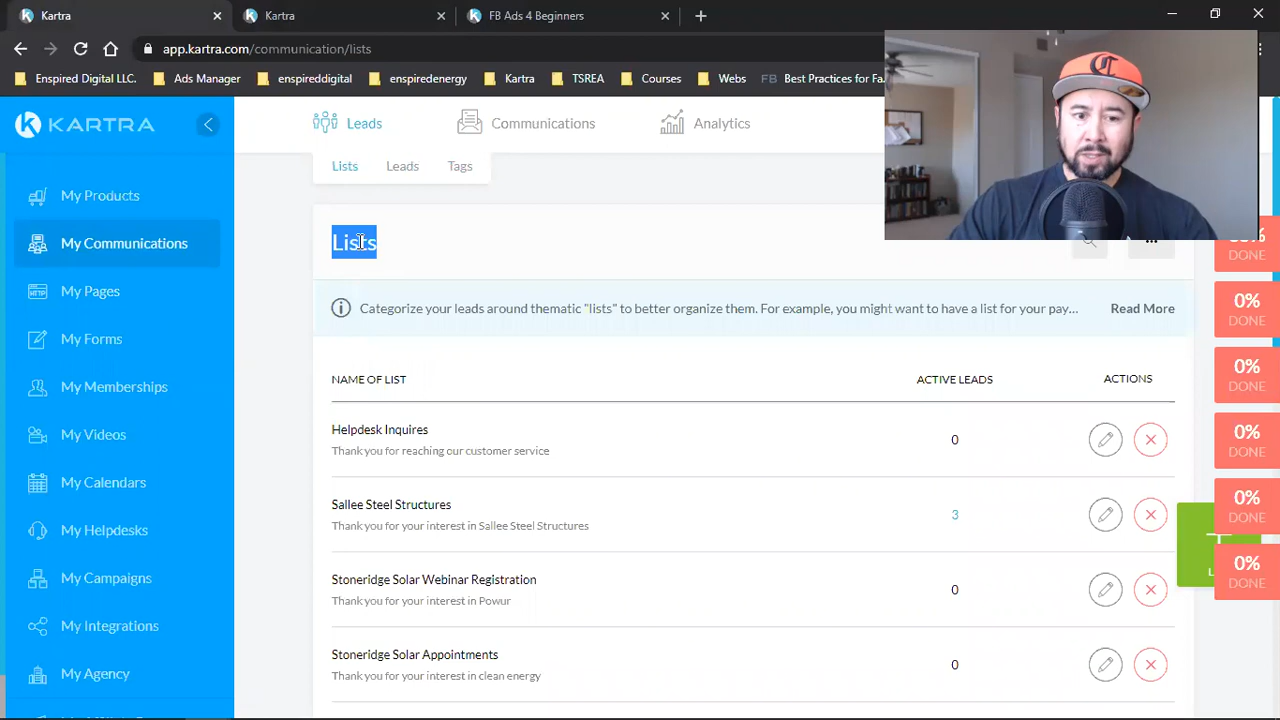 Kartra
Kartra
FB Ads 4 Beginners
app.kartra.com/communication/lists
Enspired Digital LLC.
Ads Manager
enspireddigital
enspiredenergy
Kartra
TSREA
Courses
Webs
FB Best Practices for Fa
KARTRA
Leads
Communications
Analytics
Lists
Leads
Tags
My Products
My Communications
My Pages
My Forms
My Memberships
My Videos
My Calendars
My Helpdesks
My Campaigns
My Integrations
My Agency
Lists
Categorize your leads around thematic "lists" to better organize them. For example, you might want to have a list for your pay...
Read More
NAME OF LIST
ACTIVE LEADS
ACTIONS
Helpdesk Inquires
Thank you for reaching our customer service
0
Sallee Steel Structures
Thank you for your interest in Sallee Steel Structures
3
Stoneridge Solar Webinar Registration
Thank you for your interest in Powur
0
Stoneridge Solar Appointments
Thank you for your interest in clean energy
0
DONE
0%
DONE
0%
DONE
0%
DONE
0%
DONE
0%
DONE